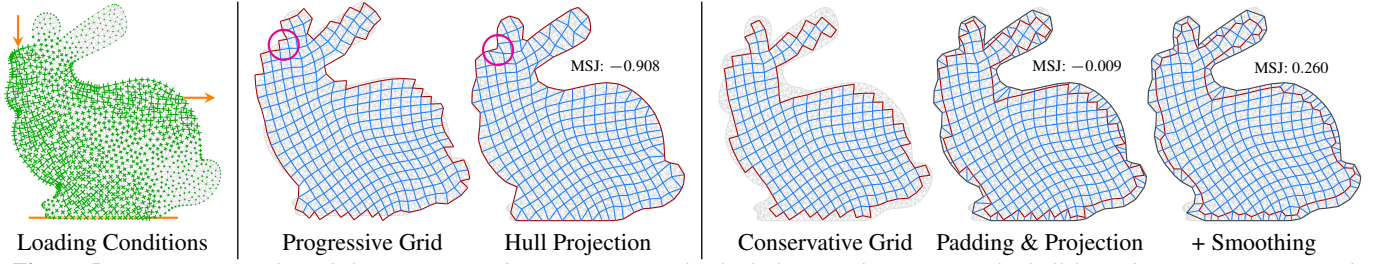 MSJ: −0.908
MSJ: −0.009
MSJ: 0.260
Loading Conditions
Progressive Grid
Hull Projection
Conservative Grid
Padding & Projection
+ Smoothing